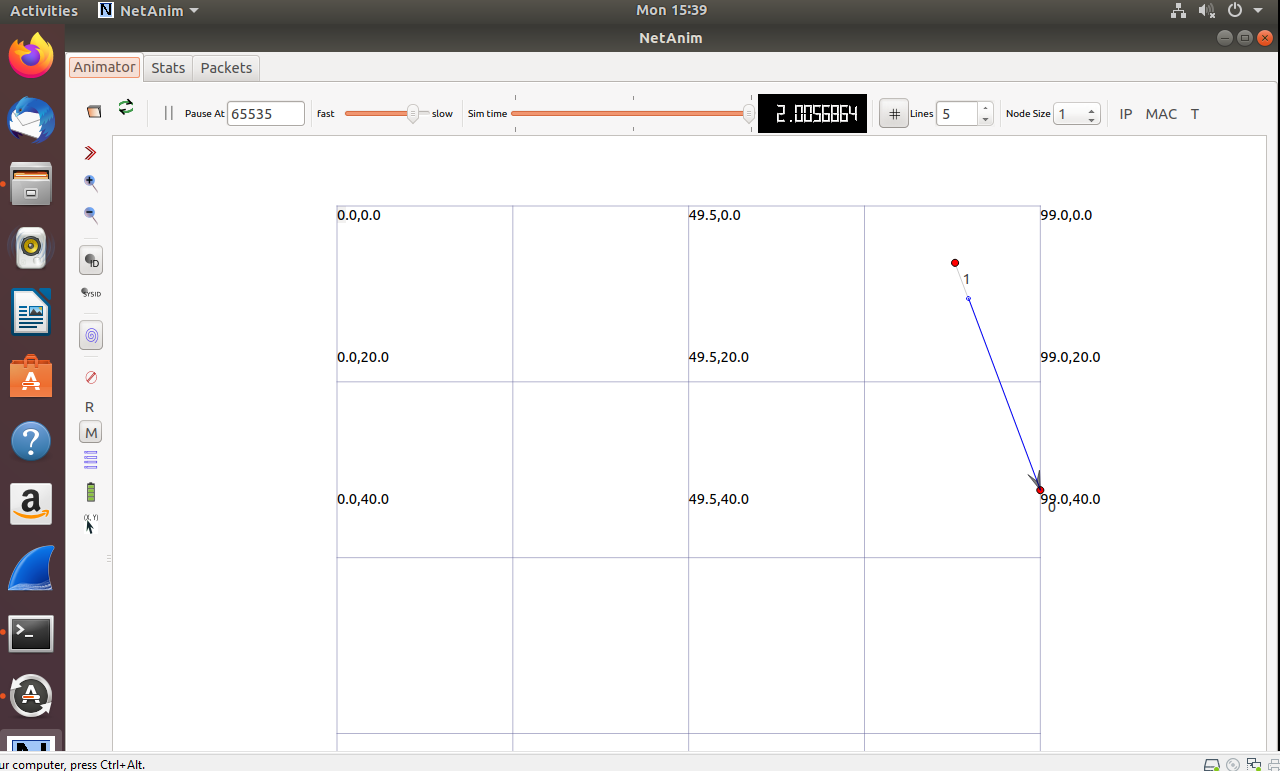 Activities NetAnim Mon 15:39
NetAnim
Animator Stats Packets
Pause At 65535 fast slow Sim time 2.0056864 # Lines 5 Node Size 1 IP MAC T
0.0,0.0 49.5,0.0 99.0,0.0
ID
1
SYSID
0.0,20.0 49.5,20.0 99.0,20.0
R
M
0.0,40.0 49.5,40.0 99.0,40.0
0
(X, Y)
ur computer, press Ctrl+Alt.